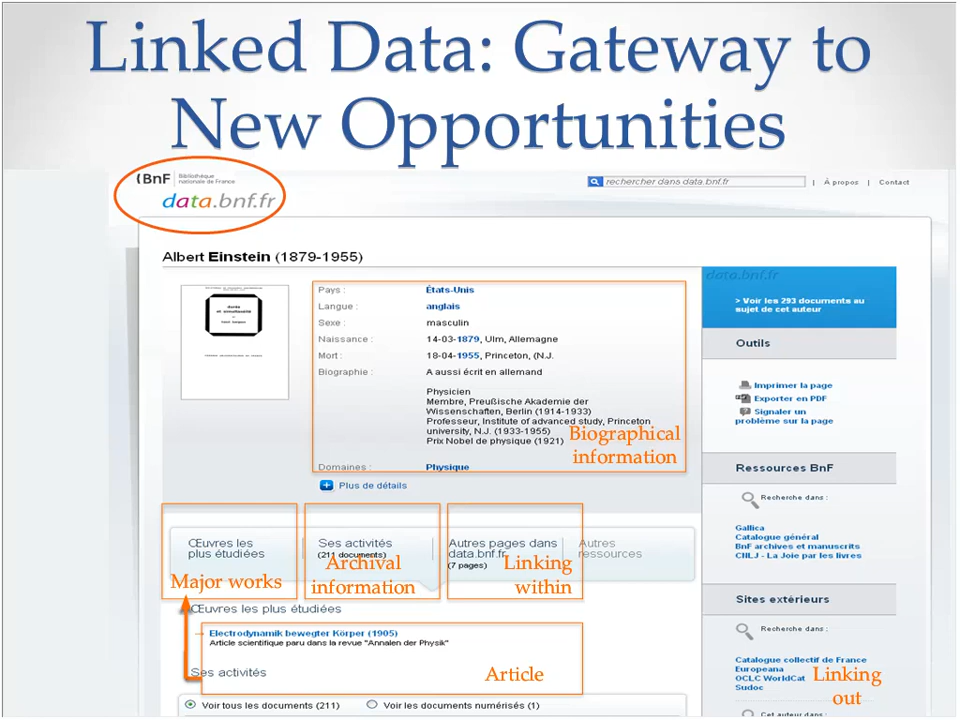 Linked Data: Gateway to
New Opportunities
(BnF Bibliothèque
nationale de France
data.bnf.fr
rechercher dans data.bnf.fr | À propos | Contact
Albert Einstein (1879-1955)
durée
et simultanéité
Pays : États-Unis
Langue : anglais
Sexe : masculin
Naissance : 14-03-1879, Ulm, Allemagne
Mort : 18-04-1955, Princeton, (N.J.
Biographie : A aussi écrit en allemand
Physicien
Membre, Preußische Akademie der
Wissenschaften, Berlin (1914-1933)
Professeur, Institute of advanced study, Princeton
university, N.J. (1933-1955)
Prix Nobel de physique (1921)
Biographical
information
Domaines : Physique
Plus de détails
data.bnf.fr
> Voir les 293 documents au
sujet de cet auteur
Outils
Imprimer la page
Exporter en PDF
Signaler un
problème sur la page
Ressources BnF
Recherche dans :
Gallica
Catalogue général
BnF archives et manuscrits
CNLJ - La Joie par les livres
Sites extérieurs
Recherche dans :
Catalogue collectif de France
Europeana
OCLC WorldCat
Sudoc
Linking
out
Cet auteur dans :
Œuvres les
plus étudiées
Major works
Ses activités
(211 documents)
Archival
information
Autres pages dans
data.bnf.fr
(7 pages)
Linking
within
Autres
ressources
Œuvres les plus étudiées
Electrodynamik bewegter Körper (1905)
Article scientifique paru dans la revue "Annalen der Physik"
Article
Ses activités
Voir tous les documents (211) Voir les documents numérisés (1)